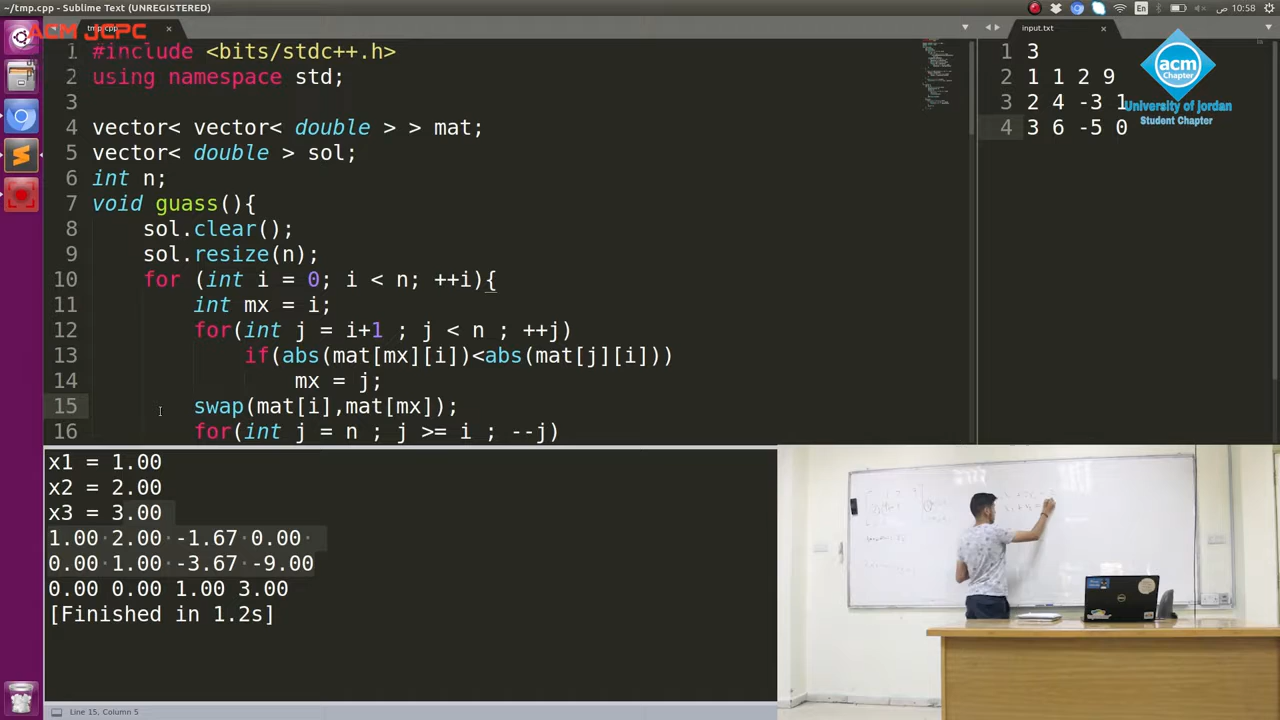 ~/tmp.cpp - Sublime Text (UNREGISTERED)
En
10:58 ص
ACM JCPC
tmp.cpp ×
input.txt ×
1 #include <bits/stdc++.h>
2 using namespace std;
3
4 vector< vector< double > > mat;
5 vector< double > sol;
6 int n;
7 void guass(){
8 sol.clear();
9 sol.resize(n);
10 for (int i = 0; i < n; ++i){
11 int mx = i;
12 for(int j = i+1 ; j < n ; ++j)
13 if(abs(mat[mx][i])<abs(mat[j][i]))
14 mx = j;
15 swap(mat[i],mat[mx]);
16 for(int j = n ; j >= i ; --j)
1 3
2 1 1 2 9
3 2 4 -3 1
4 3 6 -5 0
acm
Chapter
University of Jordan
Student Chapter
x1 = 1.00
x2 = 2.00
x3 = 3.00
1.00 2.00 -1.67 0.00
0.00 1.00 -3.67 -9.00
0.00 0.00 1.00 3.00
[Finished in 1.2s]
Line 15, Column 5